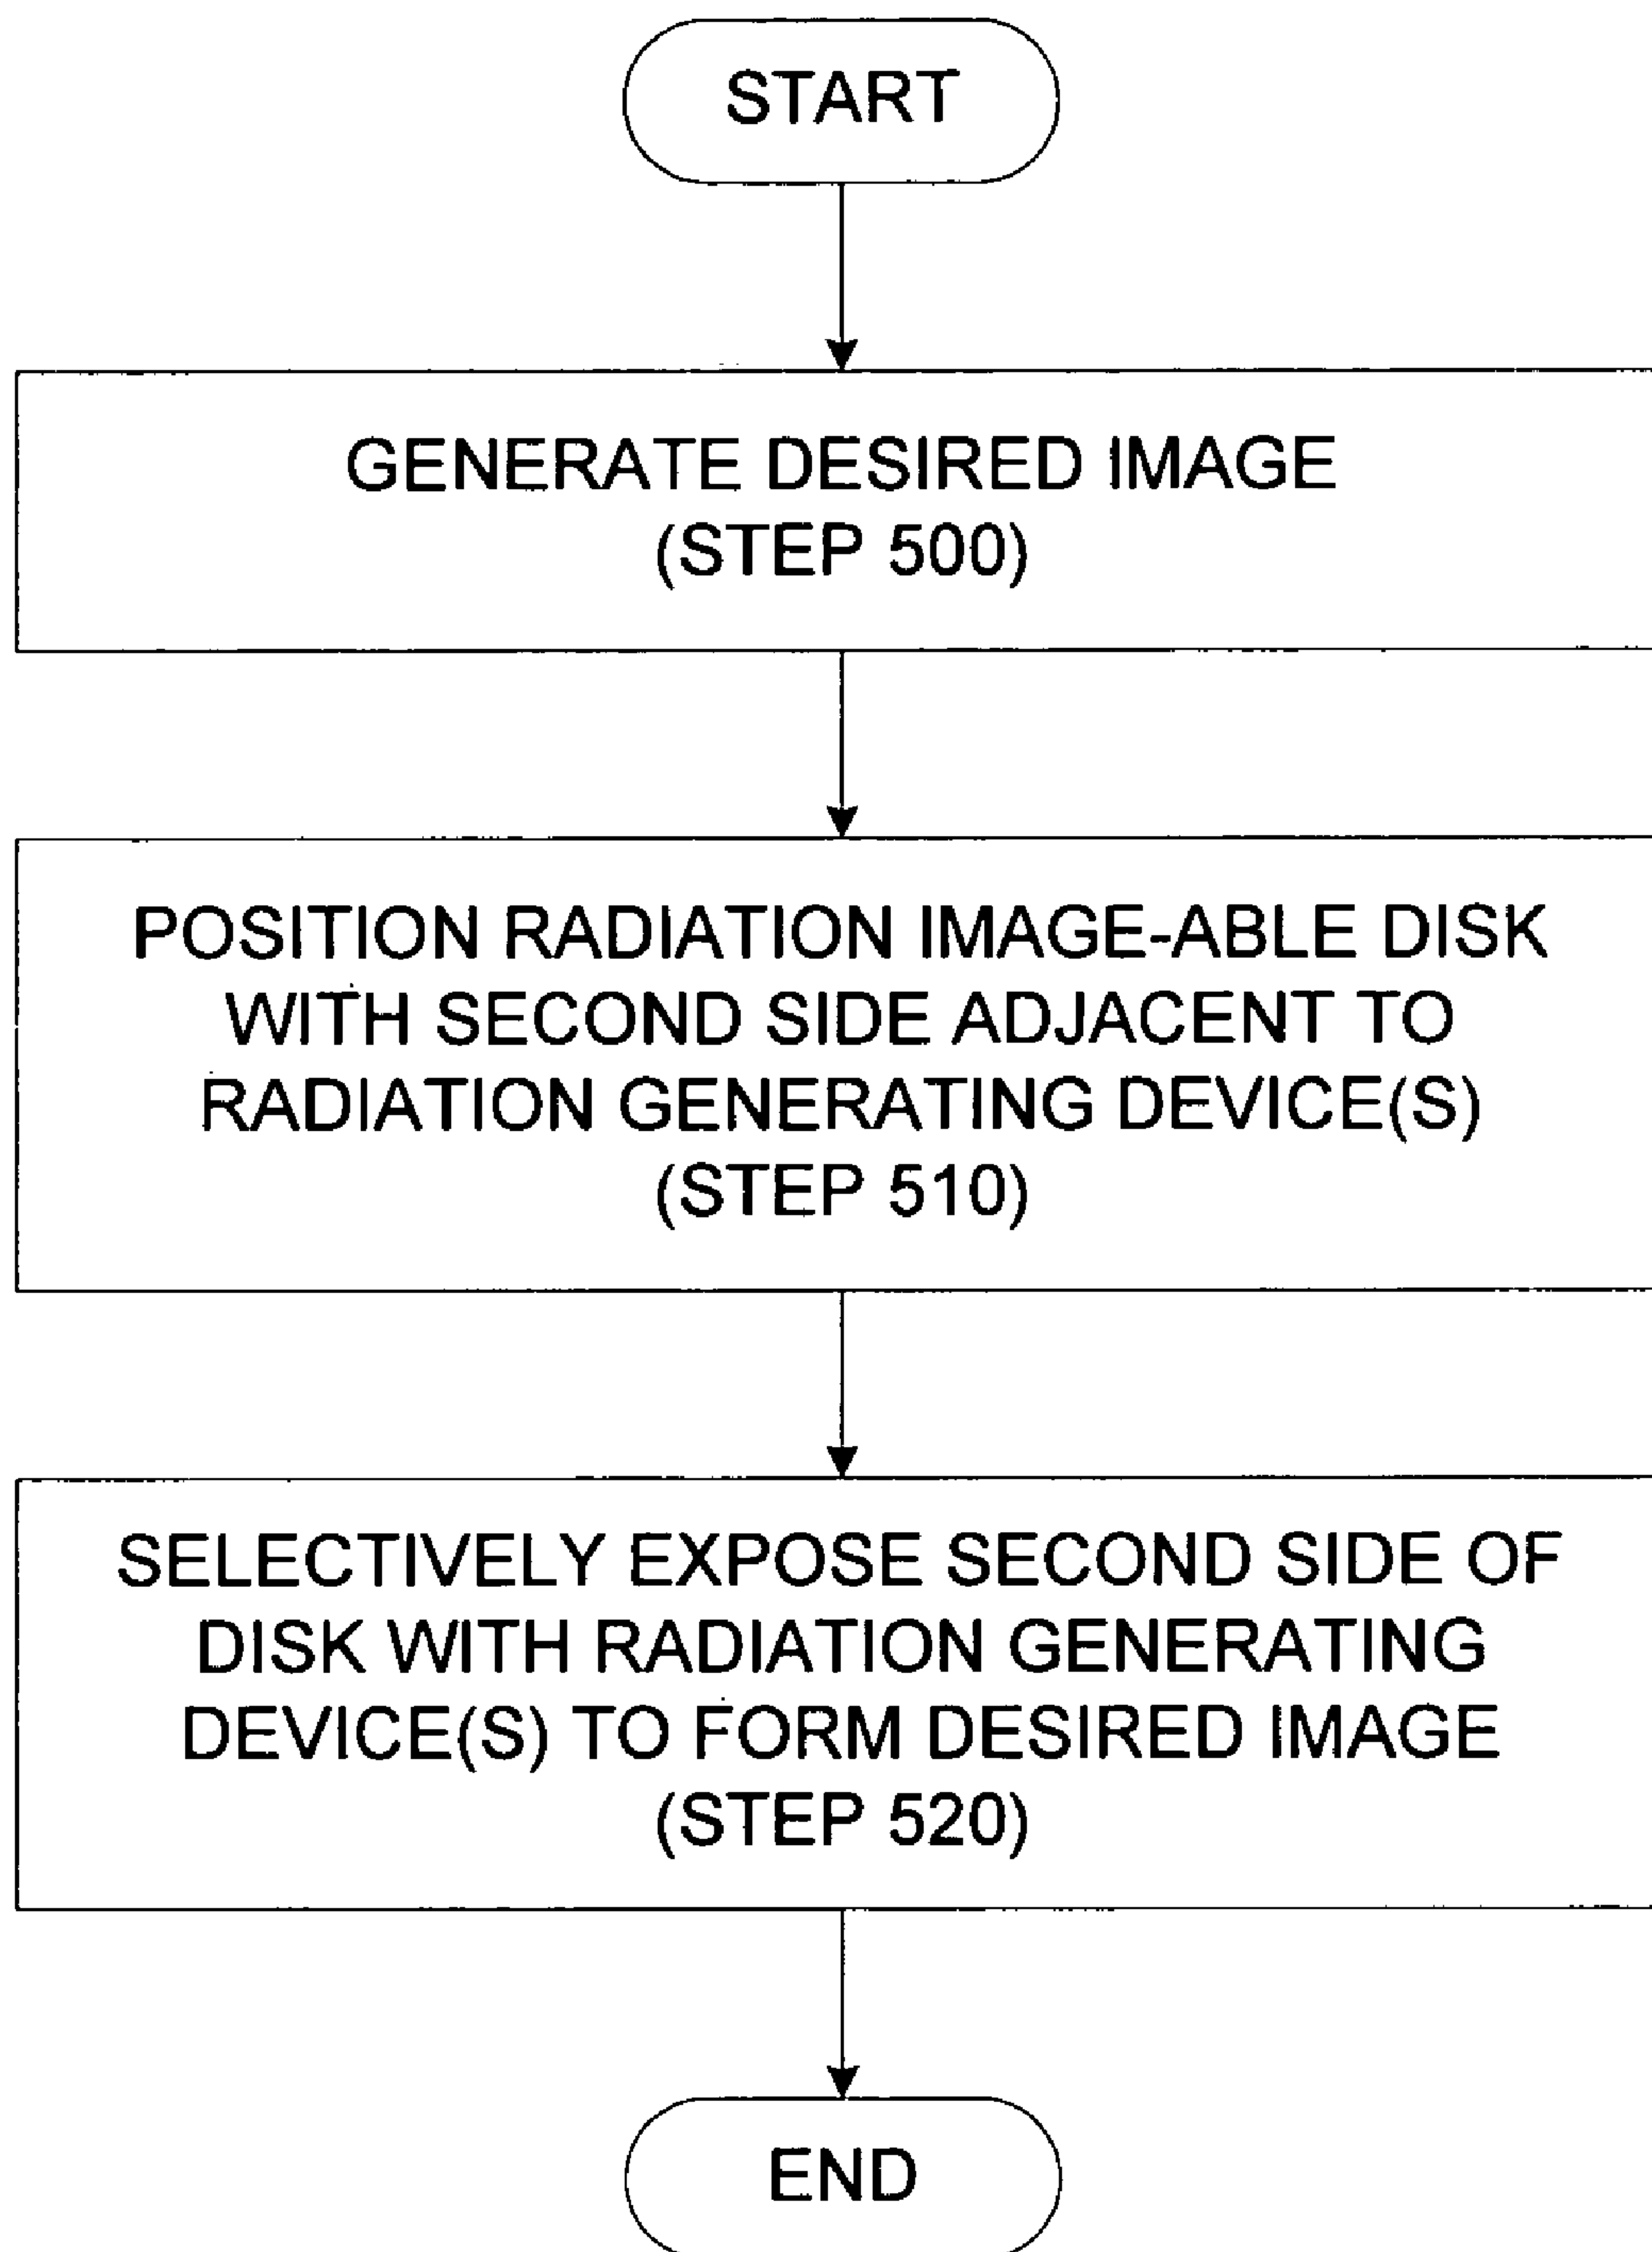 START
GENERATE DESIRED IMAGE
(STEP 500)
POSITION RADIATION IMAGE-ABLE DISK
WITH SECOND SIDE ADJACENT TO
RADIATION GENERATING DEVICE(S)
(STEP 510)
SELECTIVELY EXPOSE SECOND SIDE OF
DISK WITH RADIATION GENERATING
DEVICE(S) TO FORM DESIRED IMAGE
(STEP 520)
END